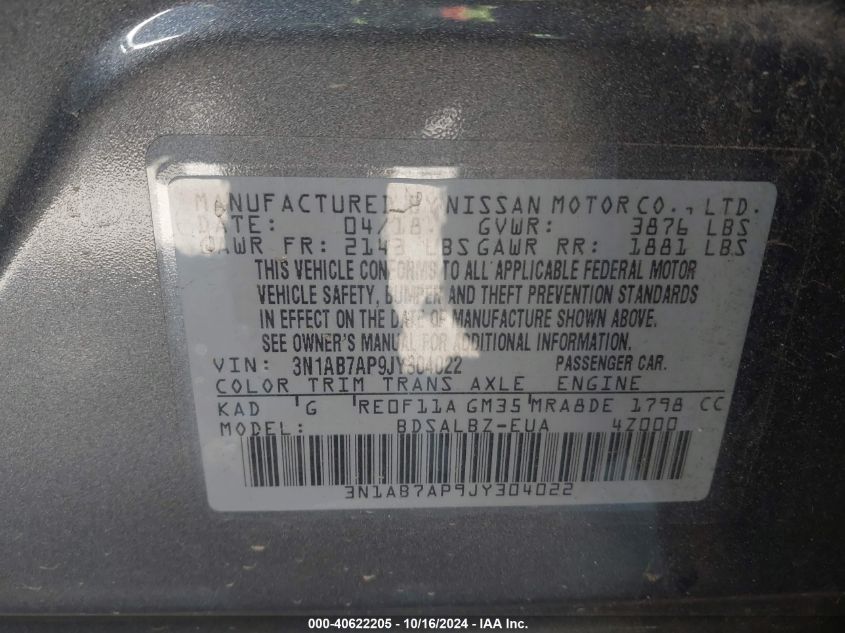 MANUFACTURED BY NISSAN MOTOR CO., LTD.
DATE: 04/18 GVWR: 3876 LBS
GAWR FR: 2143 LBS GAWR RR: 1881 LBS
THIS VEHICLE CONFORMS TO ALL APPLICABLE FEDERAL MOTOR
VEHICLE SAFETY, BUMPER AND THEFT PREVENTION STANDARDS
IN EFFECT ON THE DATE OF MANUFACTURE SHOWN ABOVE.
SEE OWNER'S MANUAL FOR ADDITIONAL INFORMATION.
VIN: 3N1AB7AP9JY304022 PASSENGER CAR.
COLOR TRIM TRANS AXLE ENGINE
KAD G RE0F11A GM35 MRA8DE 1798 CC
MODEL: BDSALBZ-EUA 4Z000
3N1AB7AP9JY304022
000-40622205 - 10/16/2024 - IAA Inc.